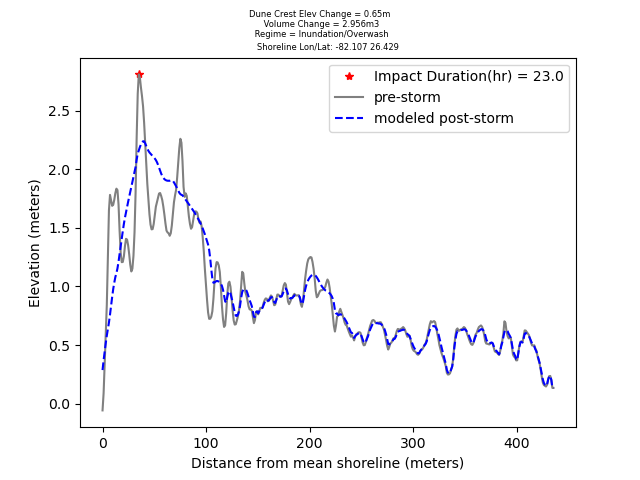 Dune Crest Elev Change = 0.65m
Volume Change = 2.956m3
Regime = Inundation/Overwash
Shoreline Lon/Lat: -82.107 26.429
Impact Duration(hr) = 23.0
pre-storm
modeled post-storm
Elevation (meters)
2.5
2.0
1.5
1.0
0.5
0.0
0 100 200 300 400
Distance from mean shoreline (meters)